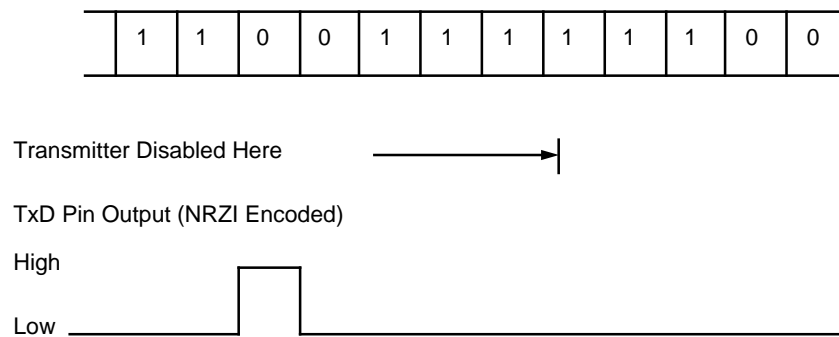 1 1 0 0 1 1 1 1 1 1 0 0
Transmitter Disabled Here
TxD Pin Output (NRZI Encoded)
High
Low